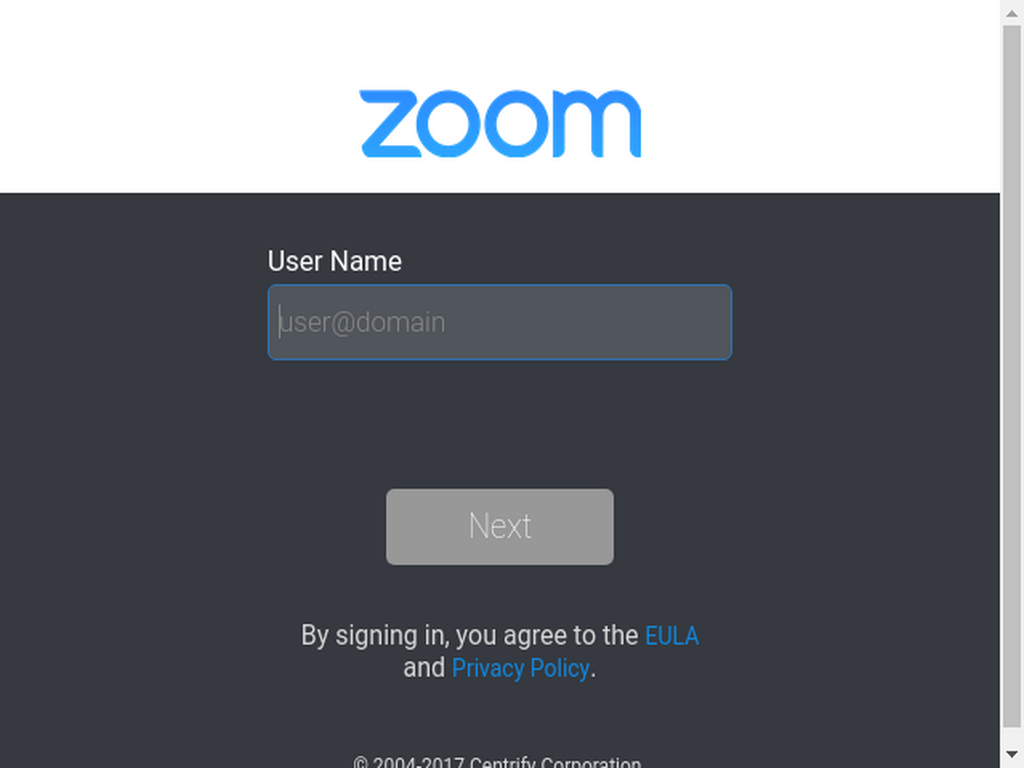 zoom
User Name
user@domain
Next
By signing in, you agree to the EULA
and Privacy Policy.
© 2004-2017 Centrify Corporation